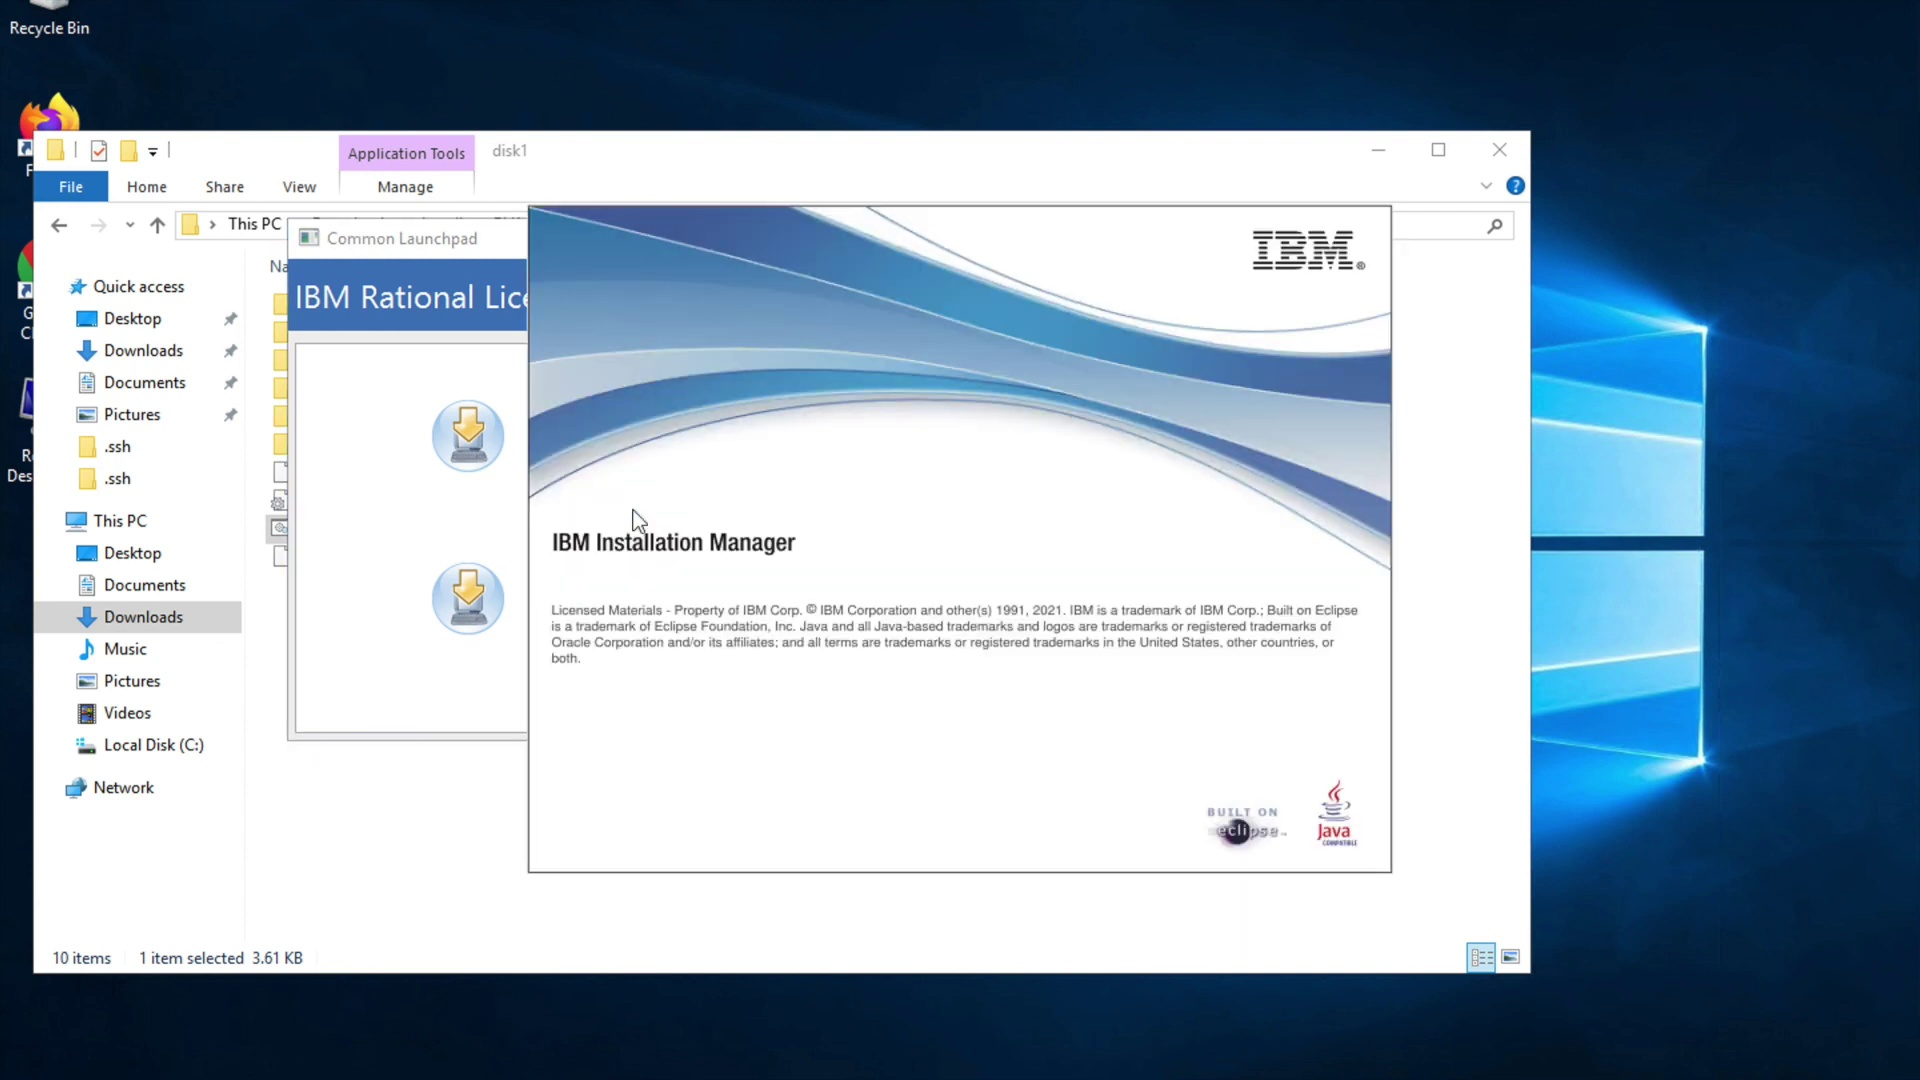 Recycle Bin
Application Tools
disk1
File
Home
Share
View
Manage
This PC
Common Launchpad
IBM Rational Lice
Na
Quick access
Desktop
Downloads
Documents
Pictures
.ssh
.ssh
This PC
Desktop
Documents
Downloads
Music
Pictures
Videos
Local Disk (C:)
Network
IBM®
IBM Installation Manager
Licensed Materials - Property of IBM Corp. © IBM Corporation and other(s) 1991, 2021. IBM is a trademark of IBM Corp.; Built on Eclipse
is a trademark of Eclipse Foundation, Inc. Java and all Java-based trademarks and logos are trademarks or registered trademarks of
Oracle Corporation and/or its affiliates; and all terms are trademarks or registered trademarks in the United States, other countries, or
both.
BUILT ON
eclipse™
Java
COMPATIBLE
10 items
1 item selected 3.61 KB